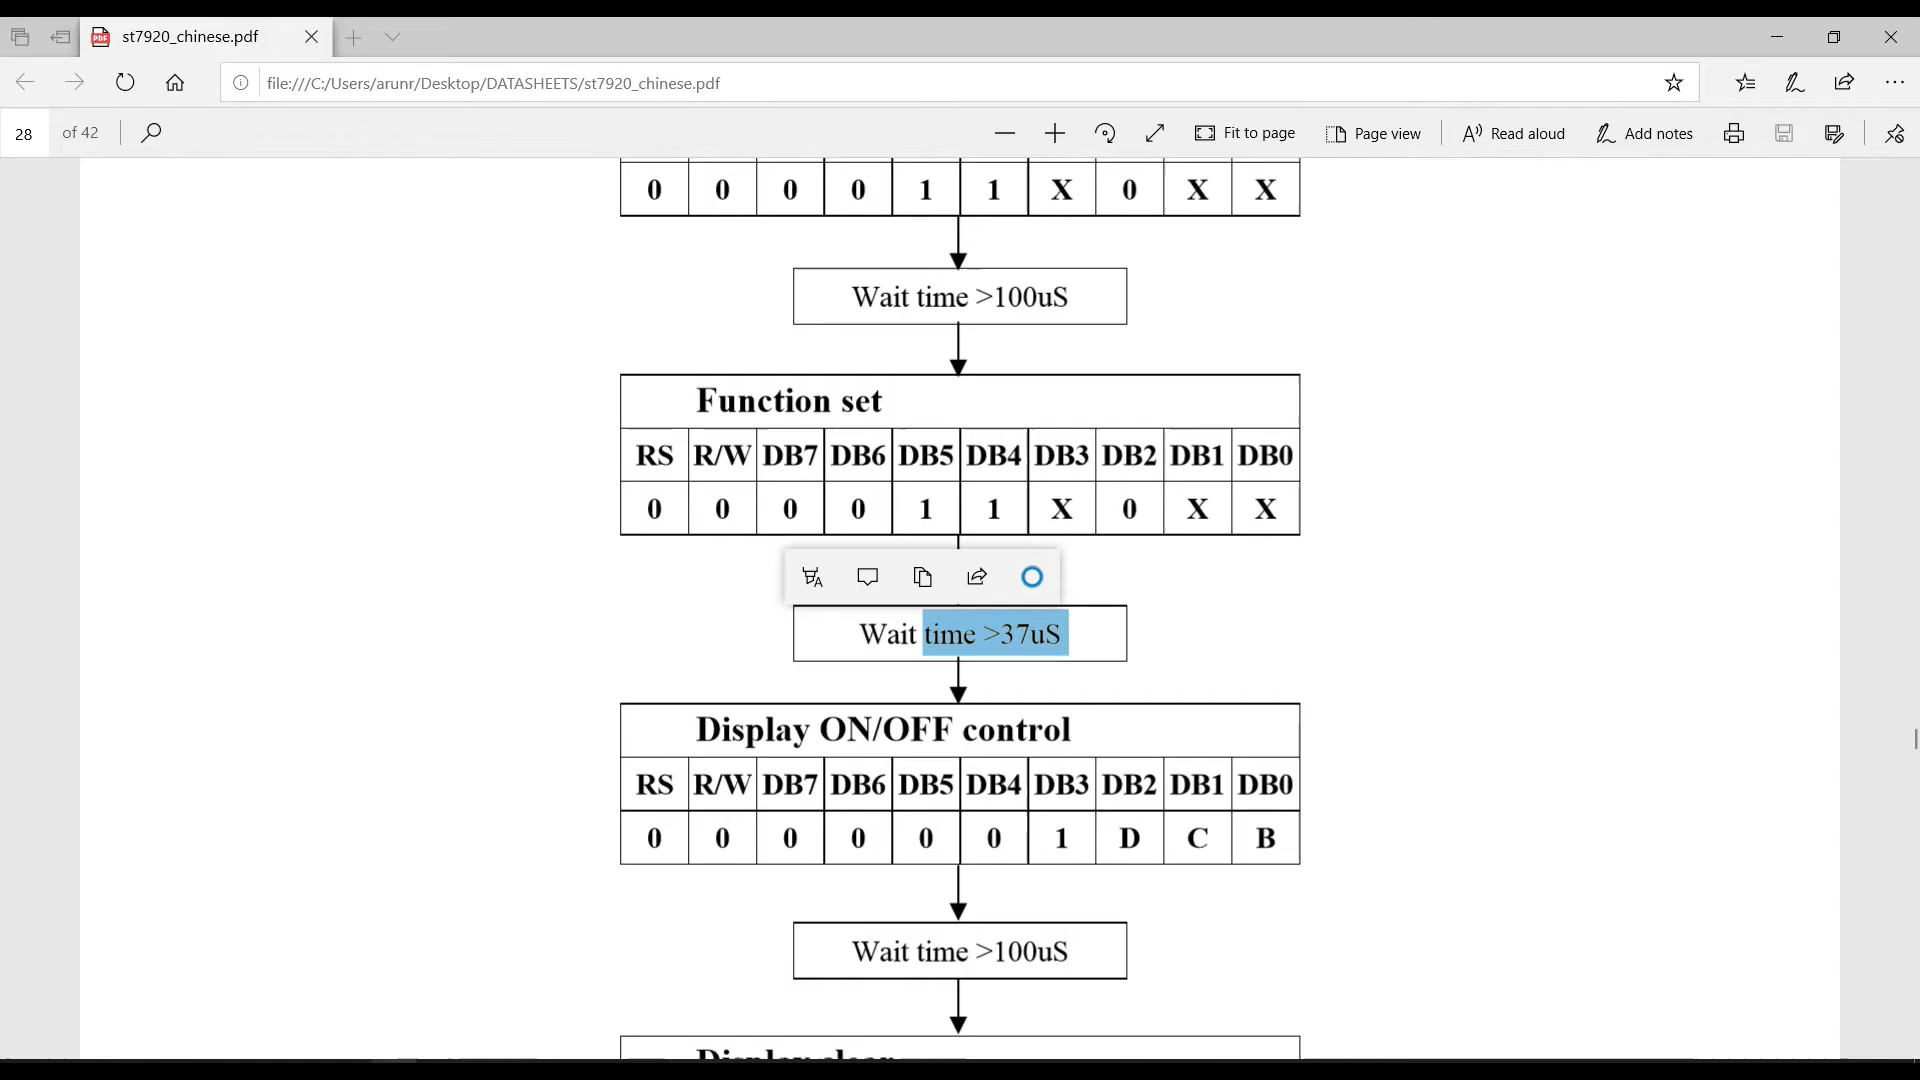 st7920_chinese.pdf
file:///C:/Users/arunr/Desktop/DATASHEETS/st7920_chinese.pdf
28 of 42 Fit to page Page view Read aloud Add notes
0 0 0 0 1 1 X 0 X X
Wait time >100uS
Function set
RS R/W DB7 DB6 DB5 DB4 DB3 DB2 DB1 DB0
0 0 0 0 1 1 X 0 X X
Wait time >37uS
Display ON/OFF control
RS R/W DB7 DB6 DB5 DB4 DB3 DB2 DB1 DB0
0 0 0 0 0 0 1 D C B
Wait time >100uS
Display clear